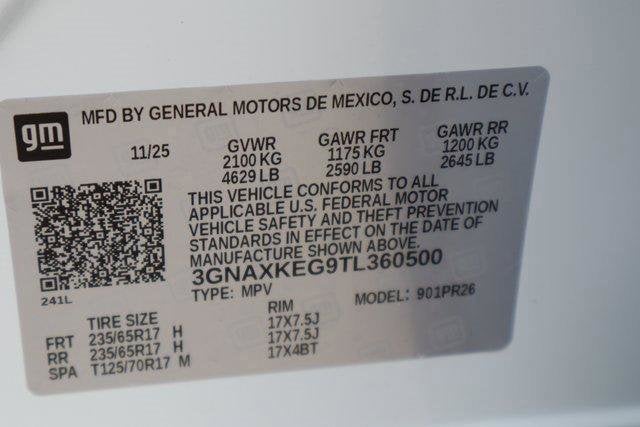 gm
MFD BY GENERAL MOTORS DE MEXICO, S. DE R.L. DE C.V.
11/25 GVWR GAWR FRT GAWR RR
2100 KG 1175 KG 1200 KG
4629 LB 2590 LB 2645 LB
THIS VEHICLE CONFORMS TO ALL
APPLICABLE U.S. FEDERAL MOTOR
VEHICLE SAFETY AND THEFT PREVENTION
STANDARDS IN EFFECT ON THE DATE OF
MANUFACTURE SHOWN ABOVE.
3GNAXKEG9TL360500
241L
TYPE: MPV MODEL: 901PR26
TIRE SIZE RIM
FRT 235/65R17 H 17X7.5J
RR 235/65R17 H 17X7.5J
SPA T125/70R17 M 17X4BT